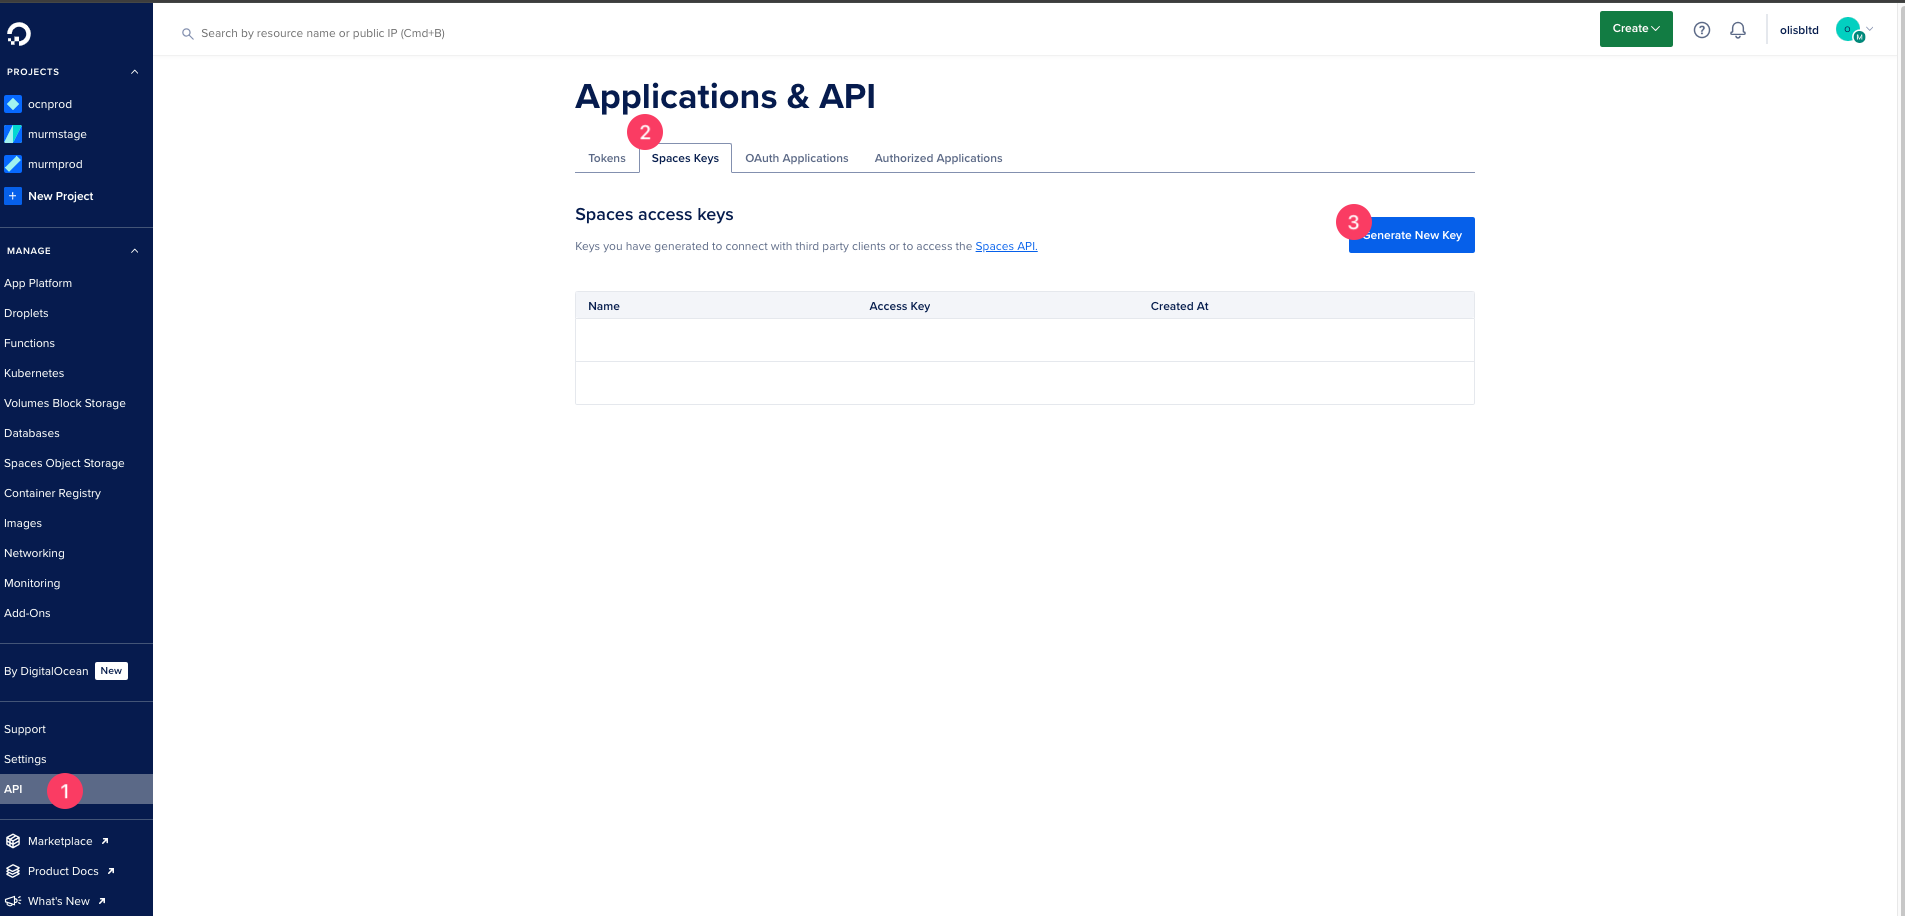 Search by resource name or public IP (Cmd+B)
Create
olisbltd
O
M
PROJECTS
ocnprod
murmstage
murmprod
+ New Project
MANAGE
App Platform
Droplets
Functions
Kubernetes
Volumes Block Storage
Databases
Spaces Object Storage
Container Registry
Images
Networking
Monitoring
Add-Ons
By DigitalOcean New
Support
Settings
API 1
Marketplace
Product Docs
What's New
Applications & API
2
Tokens Spaces Keys OAuth Applications Authorized Applications
Spaces access keys
Keys you have generated to connect with third party clients or to access the Spaces API.
3
Generate New Key
Name Access Key Created At